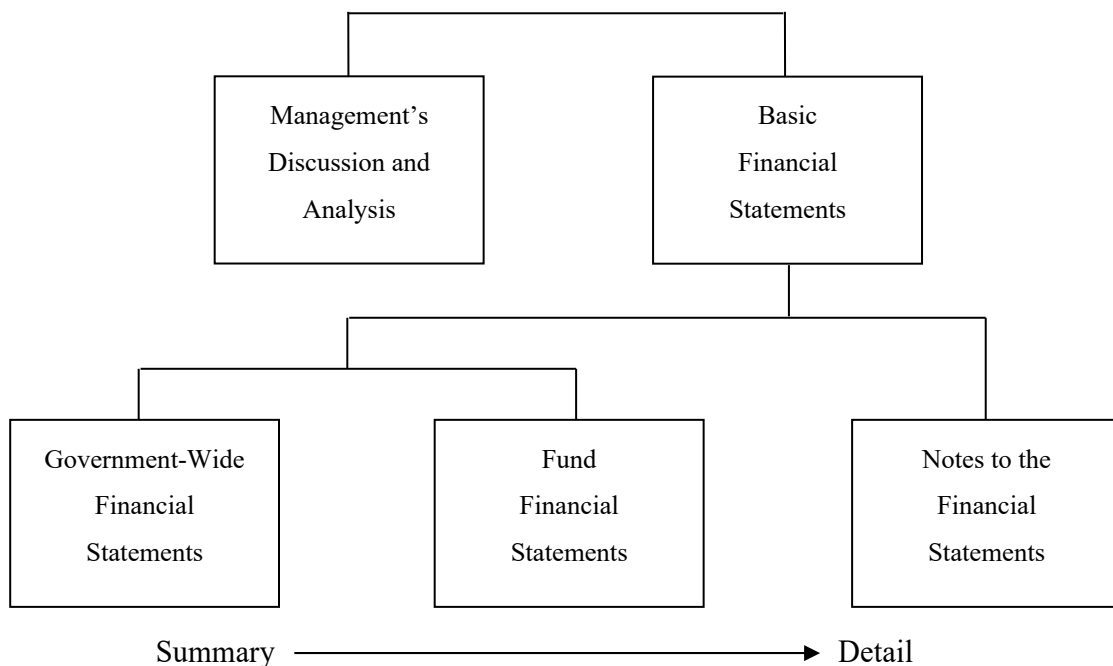 Management’s
Discussion and
Analysis
Basic
Financial
Statements
Government-Wide
Financial
Statements
Fund
Financial
Statements
Notes to the
Financial
Statements
Summary
Detail